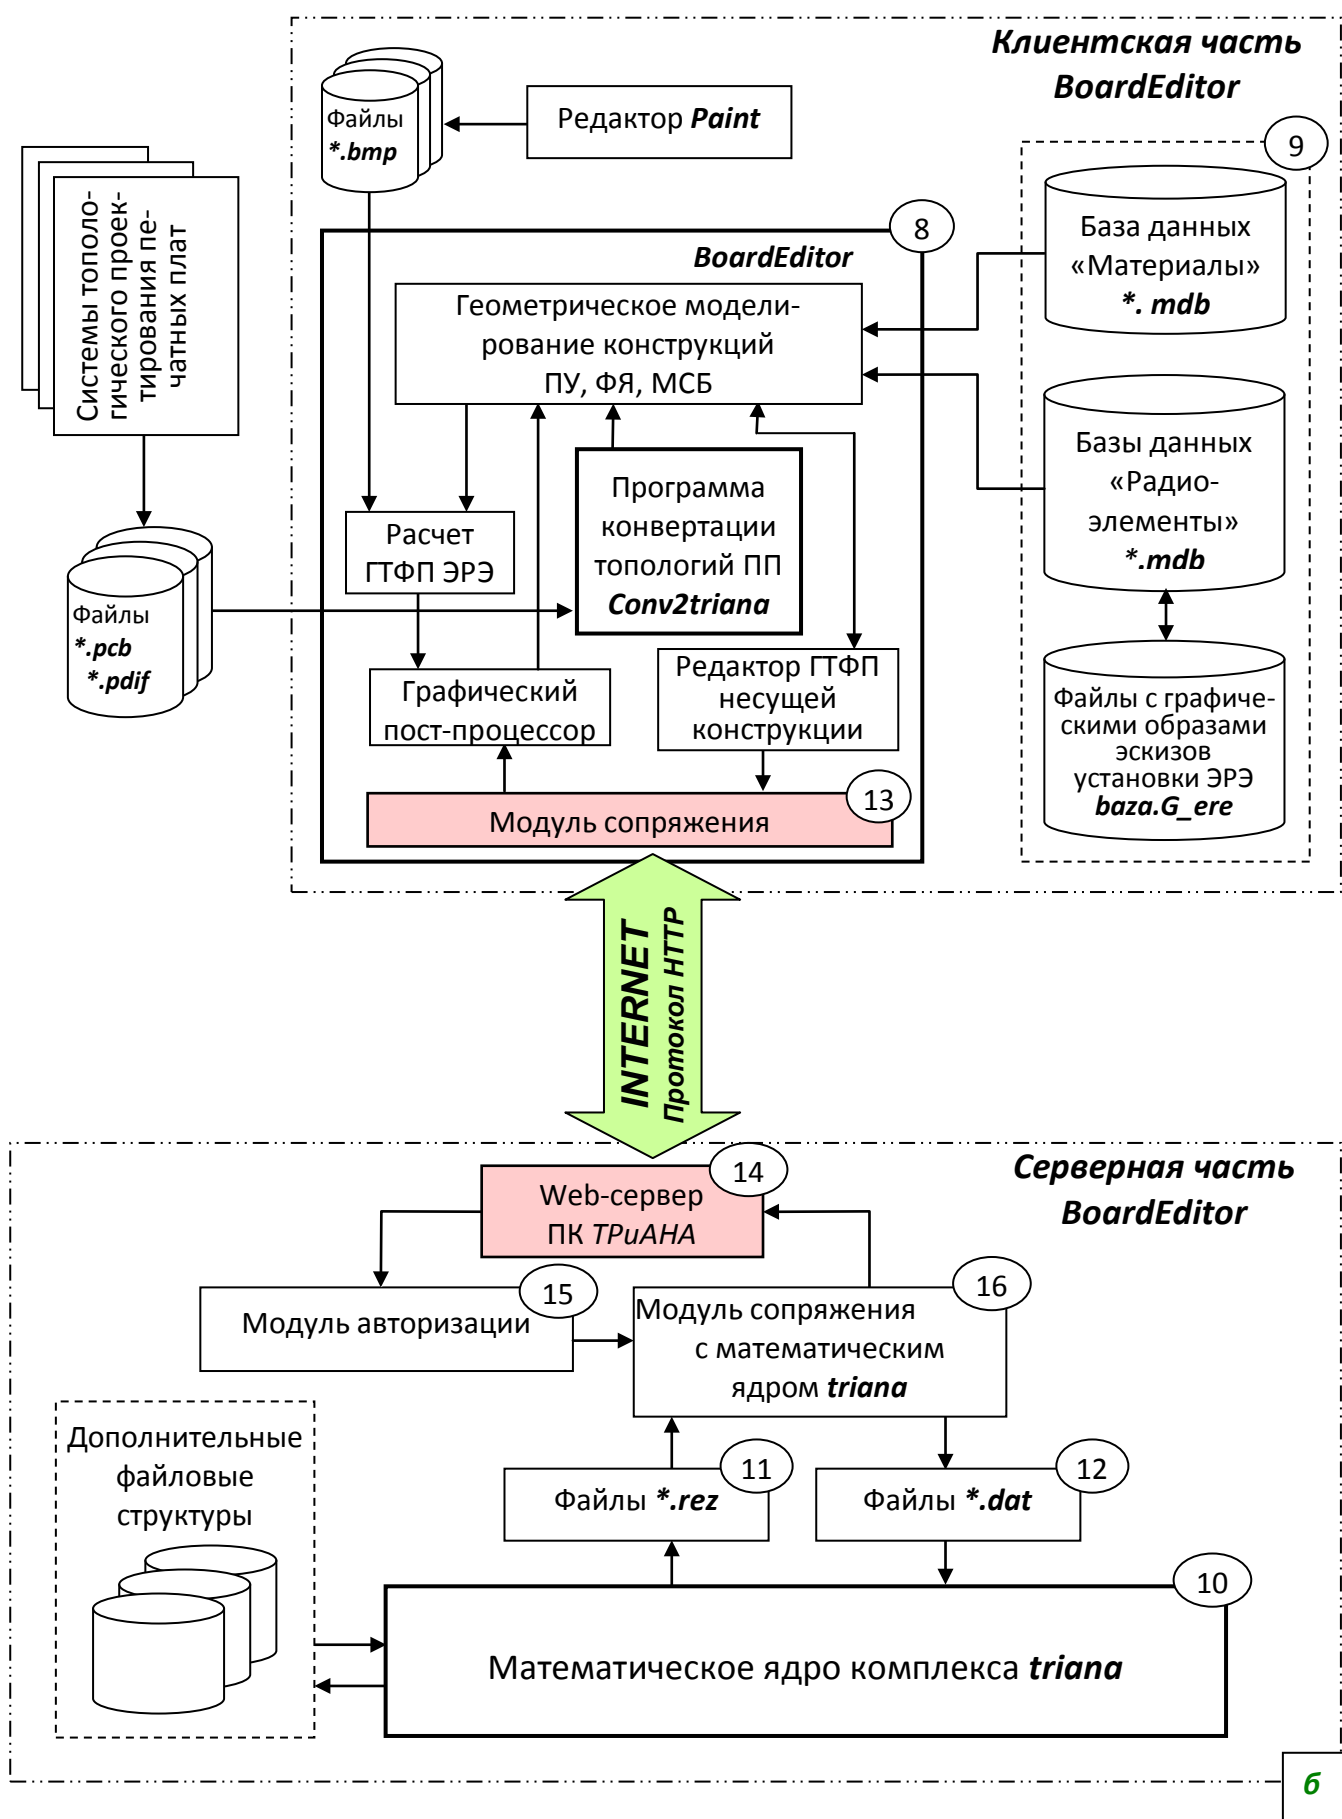 Клиентская часть
BoardEditor
Файлы
*.bmp
Редактор Paint
9
Системы тополо-
гического проек-
тирования пе-
чатных плат
База данных
«Материалы»
*. mdb
8
BoardEditor
Геометрическое модели-
рование конструкций
ПУ, ФЯ, МСБ
Базы данных
«Радио-
элементы»
*.mdb
Программа
конвертации
топологий ПП
Conv2triana
Расчет
ГТФП ЭРЭ
Файлы
*.pcb
*.pdif
Графический
пост-процессор
Редактор ГТФП
несущей
конструкции
Файлы с графиче-
скими образами
эскизов
установки ЭРЭ
baza.G_ere
13
Модуль сопряжения
INTERNET
Протокол HTTP
Серверная часть
BoardEditor
14
Web-сервер
ПК ТРиАНА
15
Модуль авторизации
16
Модуль сопряжения
с математическим
ядром triana
Дополнительные
файловые
структуры
11
Файлы *.rez
12
Файлы *.dat
10
Математическое ядро комплекса triana
б